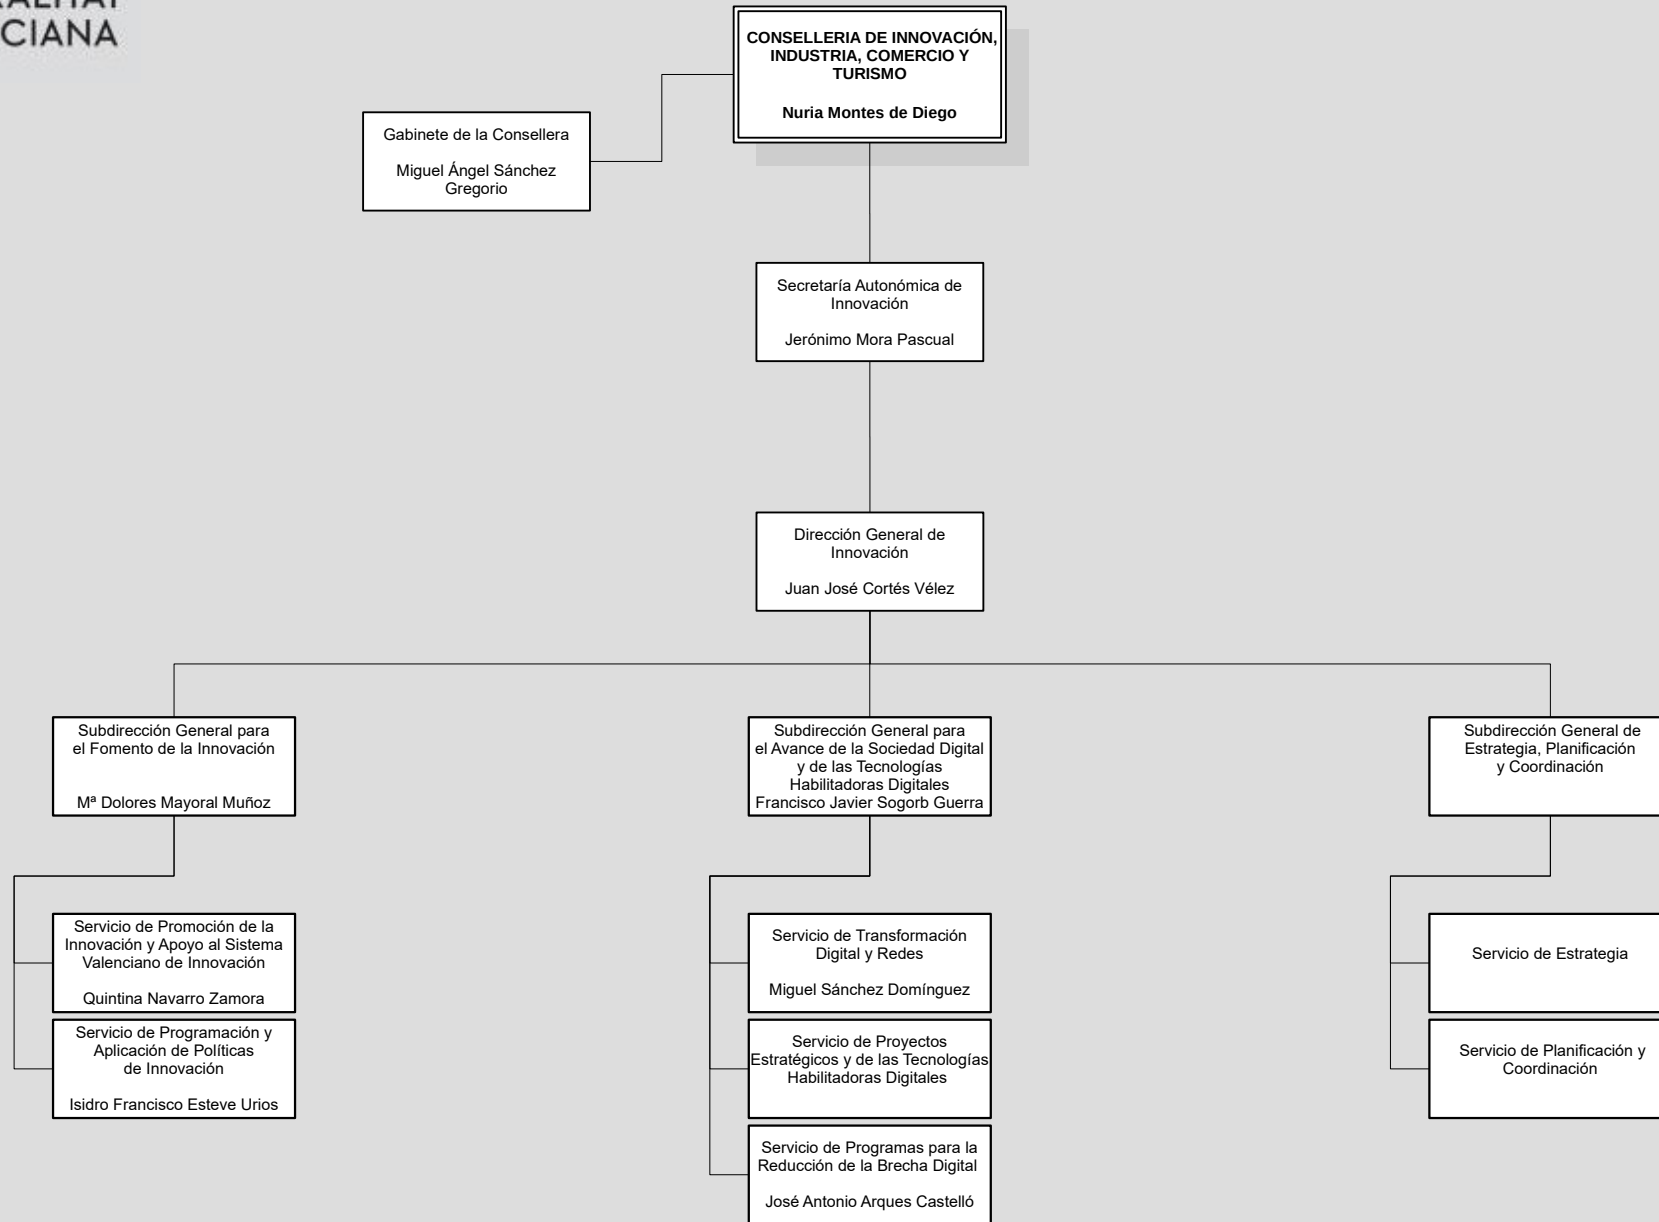 CIANA
CONSELLERIA DE INNOVACIÓN,
INDUSTRIA, COMERCIO Y
TURISMO
Nuria Montes de Diego
Gabinete de la Consellera
Miguel Ángel Sánchez
Gregorio
Secretaría Autonómica de
Innovación
Jerónimo Mora Pascual
Dirección General de
Innovación
Juan José Cortés Vélez
Subdirección General para
el Fomento de la Innovación
Mª Dolores Mayoral Muñoz
Subdirección General para
el Avance de la Sociedad Digital
y de las Tecnologías
Habilitadoras Digitales
Francisco Javier Sogorb Guerra
Subdirección General de
Estrategia, Planificación
y Coordinación
Servicio de Promoción de la
Innovación y Apoyo al Sistema
Valenciano de Innovación
Quintina Navarro Zamora
Servicio de Programación y
Aplicación de Políticas
de Innovación
Isidro Francisco Esteve Urios
Servicio de Transformación
Digital y Redes
Miguel Sánchez Domínguez
Servicio de Proyectos
Estratégicos y de las Tecnologías
Habilitadoras Digitales
Servicio de Programas para la
Reducción de la Brecha Digital
José Antonio Arques Castelló
Servicio de Estrategia
Servicio de Planificación y
Coordinación